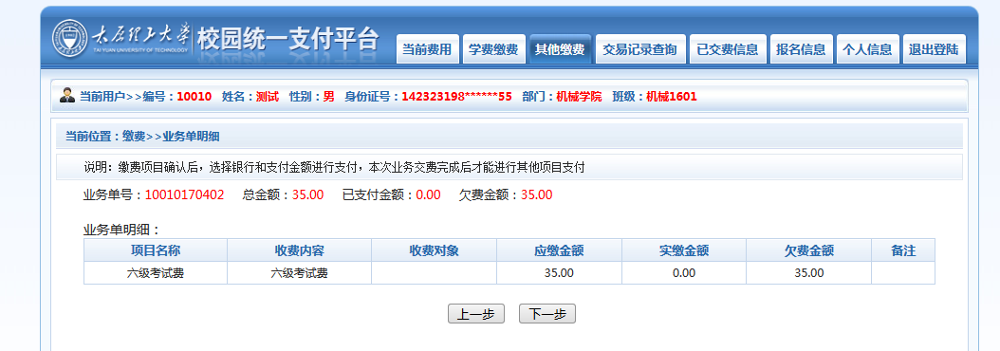 太原理工大学 校园统一支付平台
TAI YUAN UNIVERSITY OF TECHNOLOGY
当前费用 学费缴费 其他缴费 交易记录查询 已交费信息 报名信息 个人信息 退出登陆
当前用户>>编号：10010 姓名：测试 性别：男 身份证号：142323198******55 部门：机械学院 班级：机械1601
当前位置：缴费>>业务单明细
说明：缴费项目确认后，选择银行和支付金额进行支付，本次业务交费完成后才能进行其他项目支付
业务单号：10010170402 总金额：35.00 已支付金额：0.00 欠费金额：35.00
业务单明细：
项目名称 收费内容 收费对象 应缴金额 实缴金额 欠费金额 备注
六级考试费 六级考试费 35.00 0.00 35.00
上一步 下一步